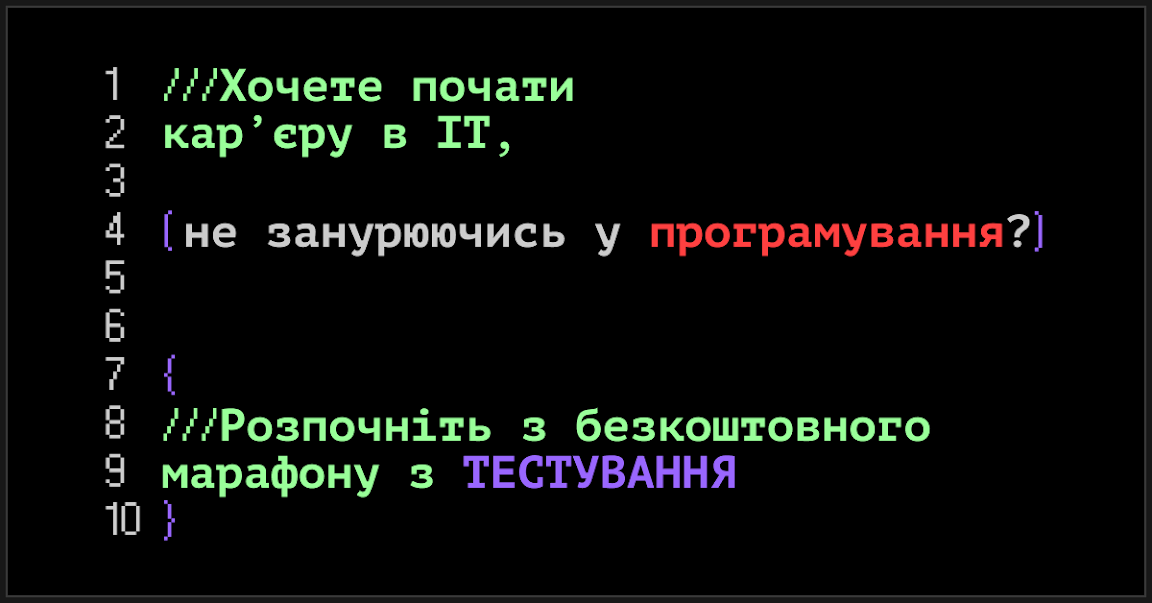 1 ///Хочете почати
2 кар’єру в ІТ,
3
4 (не занурюючись у програмування?)
5
6
7 {
8 ///Розпочніть з безкоштовного
9 марафону з ТЕСТУВАННЯ
10 }